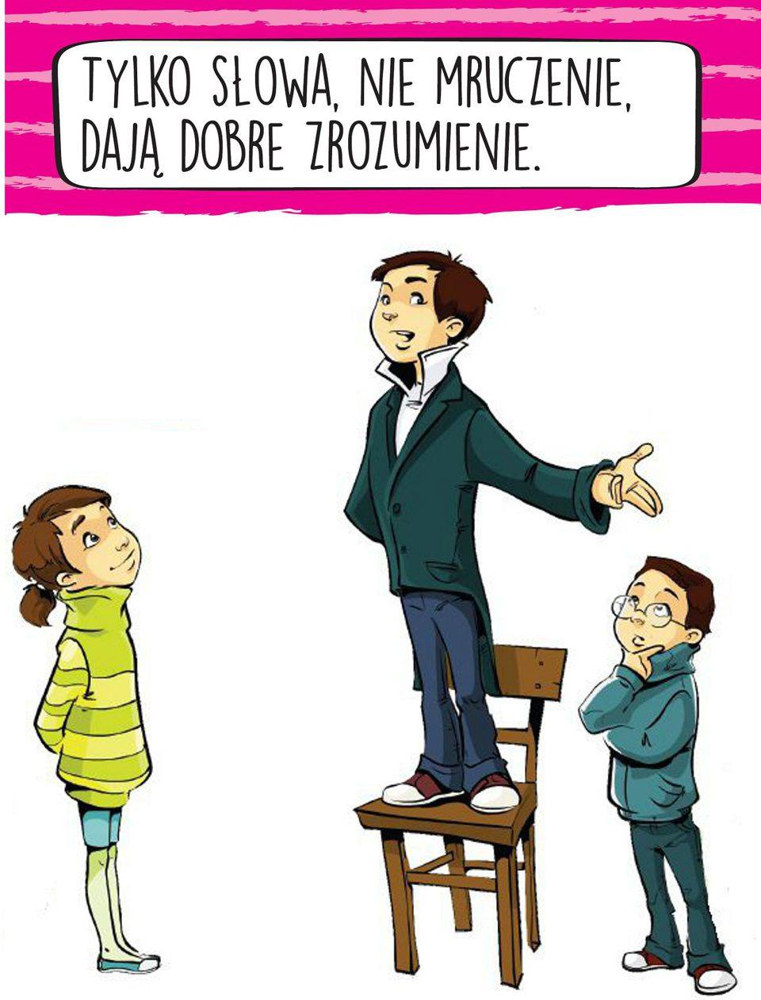 TYLKO SŁOWA, NIE MRUCZENIE,
DAJĄ DOBRE ZROZUMIENIE.